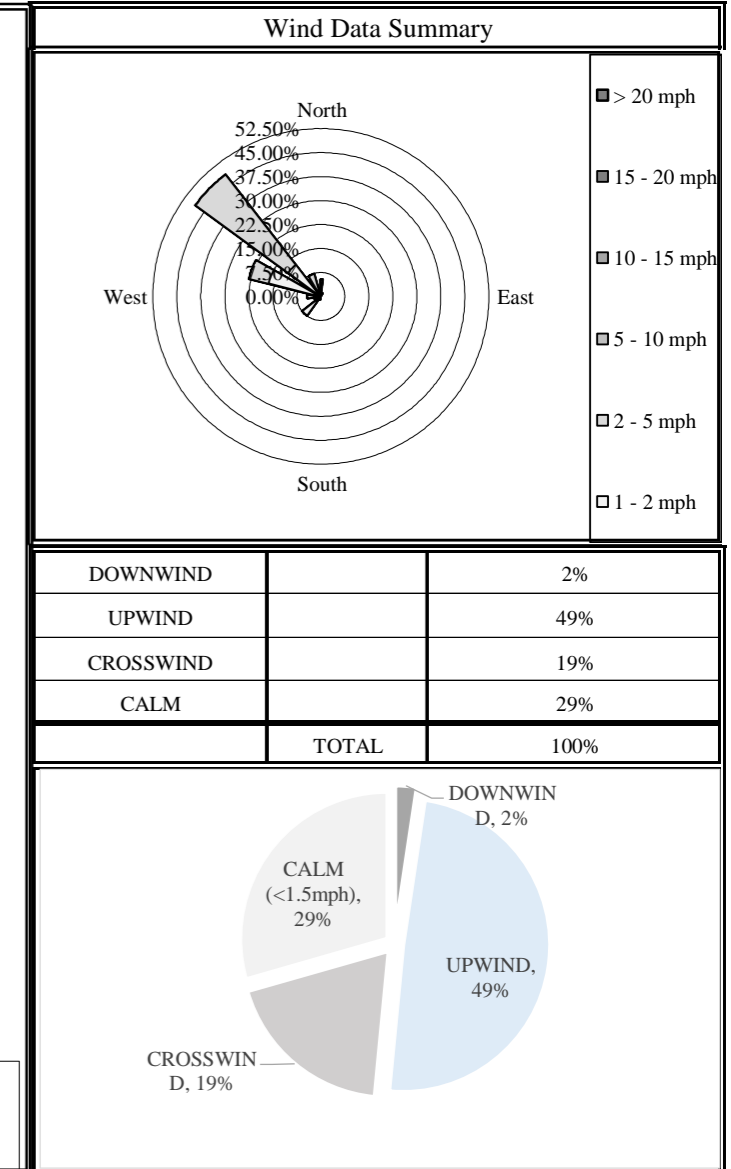 Wind Data Summary
North
52.50%
45.00%
37.50%
30.00%
22.50%
15.00%
7.50%
0.00%
West
East
South
> 20 mph
15 - 20 mph
10 - 15 mph
5 - 10 mph
2 - 5 mph
1 - 2 mph
DOWNWIND 2%
UPWIND 49%
CROSSWIND 19%
CALM 29%
TOTAL 100%
DOWNWIN
D, 2%
CALM
(<1.5mph),
29%
UPWIND,
49%
CROSSWIN
D, 19%